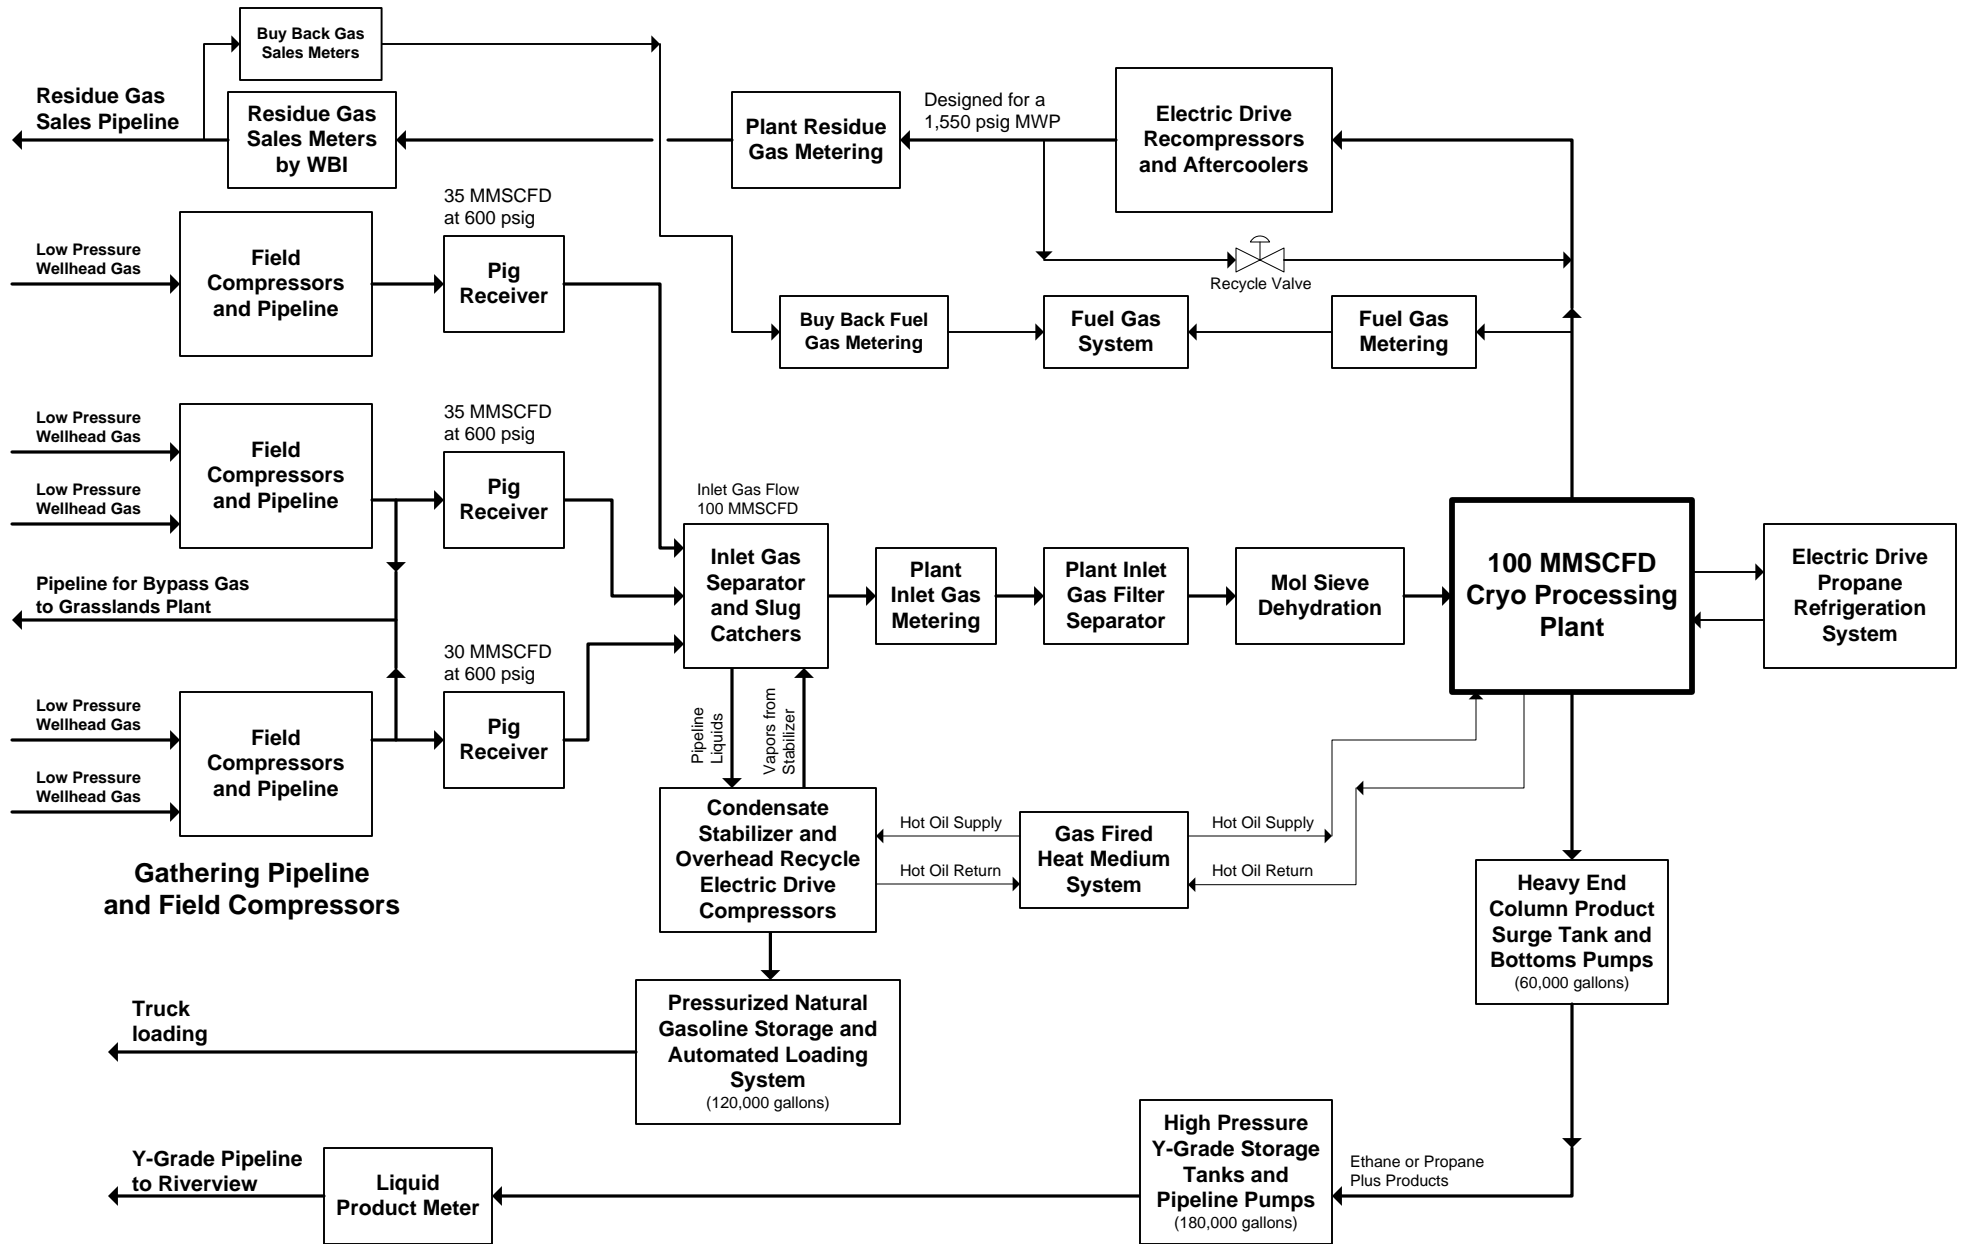 Buy Back Gas
Sales Meters
Residue Gas
Sales Pipeline
Residue Gas
Sales Meters
by WBI
Plant Residue
Gas Metering
Designed for a
1,550 psig MWP
Electric Drive
Recompressors
and Aftercoolers
35 MMSCFD
at 600 psig
Low Pressure
Wellhead Gas
Field
Compressors
and Pipeline
Pig
Receiver
Recycle Valve
Buy Back Fuel
Gas Metering
Fuel Gas
System
Fuel Gas
Metering
35 MMSCFD
at 600 psig
Low Pressure
Wellhead Gas
Low Pressure
Wellhead Gas
Field
Compressors
and Pipeline
Pig
Receiver
Inlet Gas Flow
100 MMSCFD
Inlet Gas
Separator
and Slug
Catchers
Plant
Inlet Gas
Metering
Plant Inlet
Gas Filter
Separator
Mol Sieve
Dehydration
100 MMSCFD
Cryo Processing
Plant
Electric Drive
Propane
Refrigeration
System
Pipeline for Bypass Gas
to Grasslands Plant
30 MMSCFD
at 600 psig
Low Pressure
Wellhead Gas
Low Pressure
Wellhead Gas
Field
Compressors
and Pipeline
Pig
Receiver
Pipeline
Liquids
Vapors from
Stabilizer
Condensate
Stabilizer and
Overhead Recycle
Electric Drive
Compressors
Hot Oil Supply
Hot Oil Return
Gas Fired
Heat Medium
System
Hot Oil Supply
Hot Oil Return
Gathering Pipeline
and Field Compressors
Heavy End
Column Product
Surge Tank and
Bottoms Pumps
(60,000 gallons)
Truck
loading
Pressurized Natural
Gasoline Storage and
Automated Loading
System
(120,000 gallons)
Y-Grade Pipeline
to Riverview
Liquid
Product Meter
High Pressure
Y-Grade Storage
Tanks and
Pipeline Pumps
(180,000 gallons)
Ethane or Propane
Plus Products